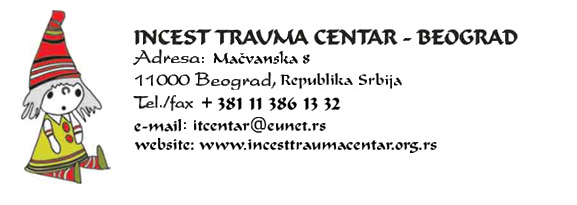 INCEST TRAUMA CENTAR - BEOGRAD
Adresa: Mačvanska 8
11000 Beograd, Republika Srbija
Tel./fax + 381 11 386 13 32
e-mail: itcentar@eunet.rs
website: www.incesttraumacentar.org.rs